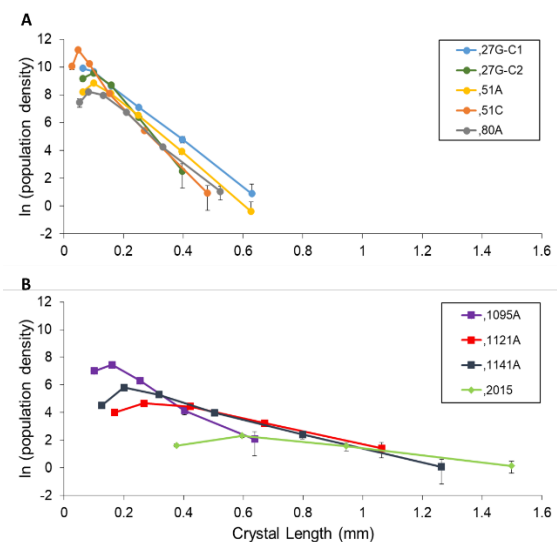 A
12
10
8
6
4
2
0
-2
ln (population density)
,27G-C1
,27G-C2
,51A
,51C
,80A
0 0.2 0.4 0.6 0.8 1 1.2 1.4 1.6
B
12
10
8
6
4
2
0
-2
ln (population density)
,1095A
,1121A
,1141A
,2015
0 0.2 0.4 0.6 0.8 1 1.2 1.4 1.6
Crystal Length (mm)